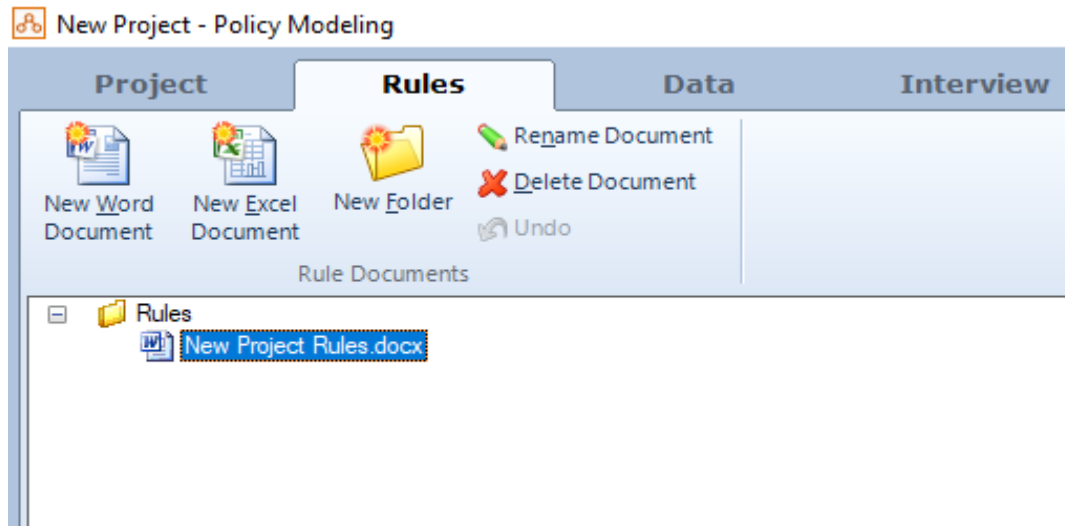 New Project - Policy Modeling
Project Rules Data Interview
New Word Document
New Excel Document
New Folder
Rename Document
Delete Document
Undo
Rule Documents
Rules
New Project Rules.docx